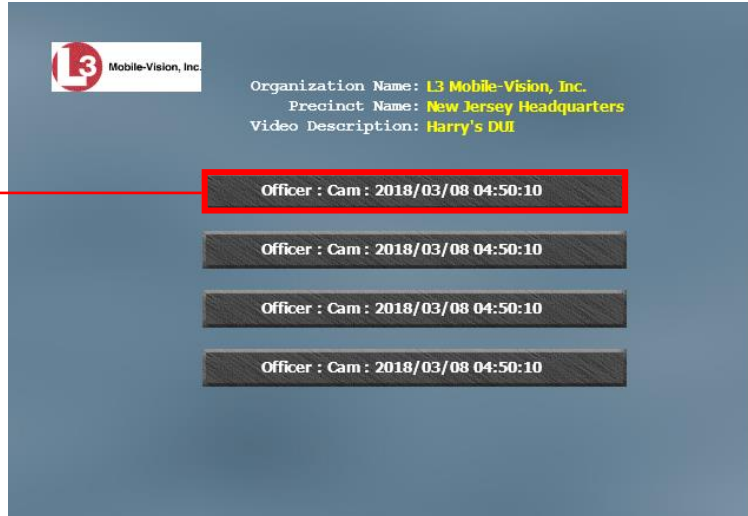 L3 Mobile-Vision, Inc.
Organization Name: L3 Mobile-Vision, Inc.
Precinct Name: New Jersey Headquarters
Video Description: Harry's DUI
Officer : Cam : 2018/03/08 04:50:10
Officer : Cam : 2018/03/08 04:50:10
Officer : Cam : 2018/03/08 04:50:10
Officer : Cam : 2018/03/08 04:50:10